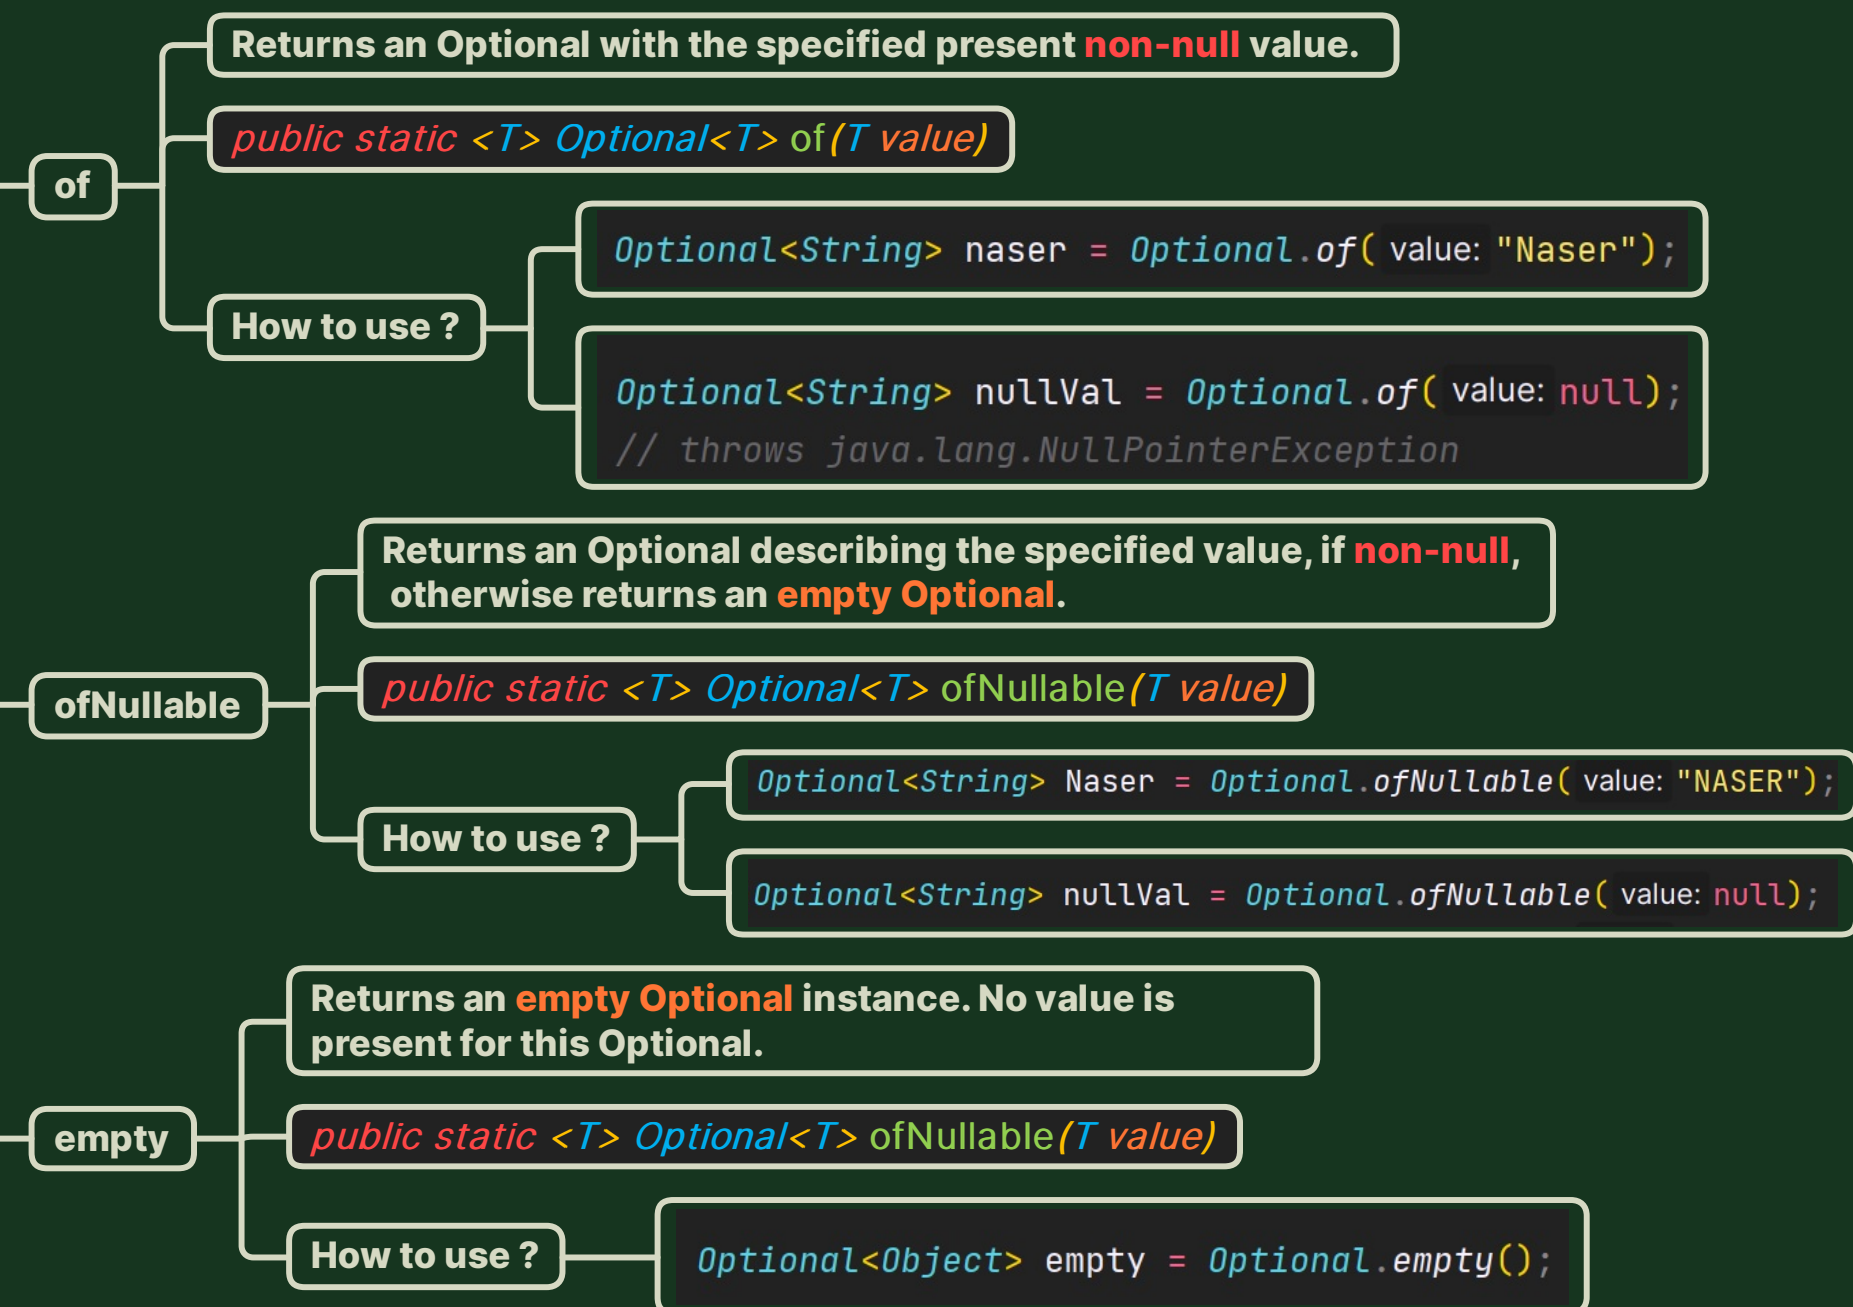 of
Returns an Optional with the specified present non-null value.
public static <T> Optional<T> of(T value)
How to use ?
Optional<String> naser = Optional.of( value: "Naser");
Optional<String> nullVal = Optional.of( value: null);
// throws java.lang.NullPointerException
ofNullable
Returns an Optional describing the specified value, if non-null,
otherwise returns an empty Optional.
public static <T> Optional<T> ofNullable(T value)
How to use ?
Optional<String> Naser = Optional.ofNullable( value: "NASER");
Optional<String> nullVal = Optional.ofNullable( value: null);
empty
Returns an empty Optional instance. No value is
present for this Optional.
public static <T> Optional<T> ofNullable(T value)
How to use ?
Optional<Object> empty = Optional.empty();